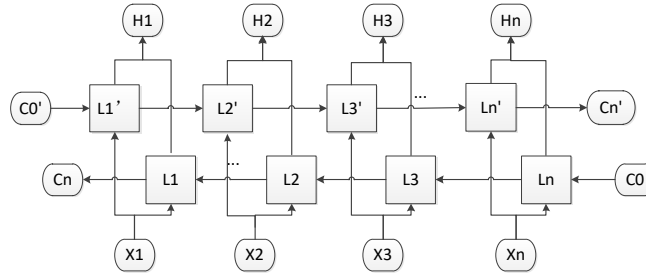 H1 H2 H3 Hn
...
C0' L1’ L2' L3' Ln' Cn'
...
Cn L1 L2 L3 Ln C0
X1 X2 X3 Xn